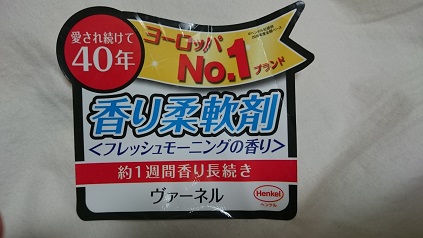 愛され続けて
40年
ヨーロッパ
No.1
ブランド
香り柔軟剤
<フレッシュモーニングの香り>
約1週間香り長続き
ヴァーネル
Henkel
ヘンケル